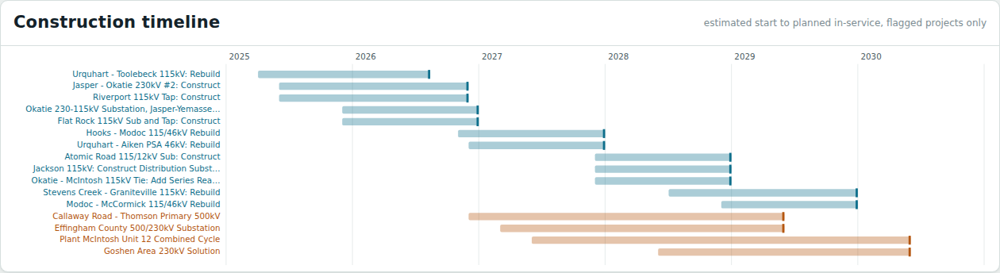 Construction timeline
estimated start to planned in-service, flagged projects only
2025 2026 2027 2028 2029 2030
Urquhart - Toolebeck 115kV: Rebuild
Jasper - Okatie 230kV #2: Construct
Riverport 115kV Tap: Construct
Okatie 230-115kV Substation, Jasper-Yemasse...
Flat Rock 115kV Sub and Tap: Construct
Hooks - Modoc 115/46kV Rebuild
Urquhart - Aiken PSA 46kV: Rebuild
Atomic Road 115/12kV Sub: Construct
Jackson 115kV: Construct Distribution Subst...
Okatie - McIntosh 115kV Tie: Add Series Rea...
Stevens Creek - Graniteville 115kV: Rebuild
Modoc - McCormick 115/46kV Rebuild
Callaway Road - Thomson Primary 500kV
Effingham County 500/230kV Substation
Plant McIntosh Unit 12 Combined Cycle
Goshen Area 230kV Solution